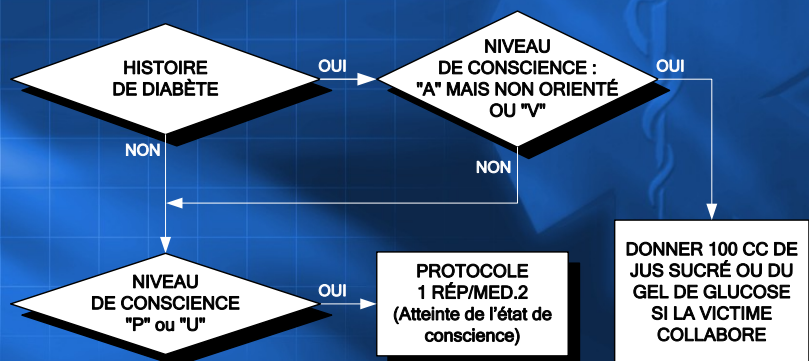 HISTOIRE
DE DIABÈTE
OUI
NIVEAU
DE CONSCIENCE :
"A" MAIS NON ORIENTÉ
OU "V"
OUI
NON
NON
NIVEAU
DE CONSCIENCE
"P" ou "U"
OUI
PROTOCOLE
1 RÉP/MED.2
(Atteinte de l'état de
conscience)
DONNER 100 CC DE
JUS SUCRÉ OU DU
GEL DE GLUCOSE
SI LA VICTIME
COLLABORE